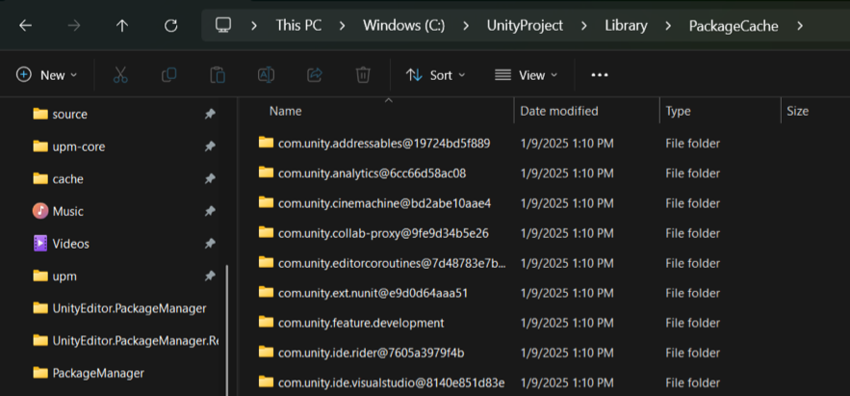 This PC > Windows (C:) > UnityProject > Library > PackageCache >
New Sort View ...
Name Date modified Type Size
source
upm-core
cache
Music
Videos
upm
UnityEditor.PackageManager
UnityEditor.PackageManager.Re
PackageManager
com.unity.addressables@19724bd5f889 1/9/2025 1:10 PM File folder
com.unity.analytics@6cc66d58ac08 1/9/2025 1:10 PM File folder
com.unity.cinemachine@bd2abe10aae4 1/9/2025 1:10 PM File folder
com.unity.collab-proxy@9fe9d34b5e26 1/9/2025 1:10 PM File folder
com.unity.editorcoroutines@7d48783e7b... 1/9/2025 1:10 PM File folder
com.unity.ext.nunit@e9d0d64aaa51 1/9/2025 1:10 PM File folder
com.unity.feature.development 1/9/2025 1:10 PM File folder
com.unity.ide.rider@7605a3979f4b 1/9/2025 1:10 PM File folder
com.unity.ide.visualstudio@8140e851d83e 1/9/2025 1:10 PM File folder